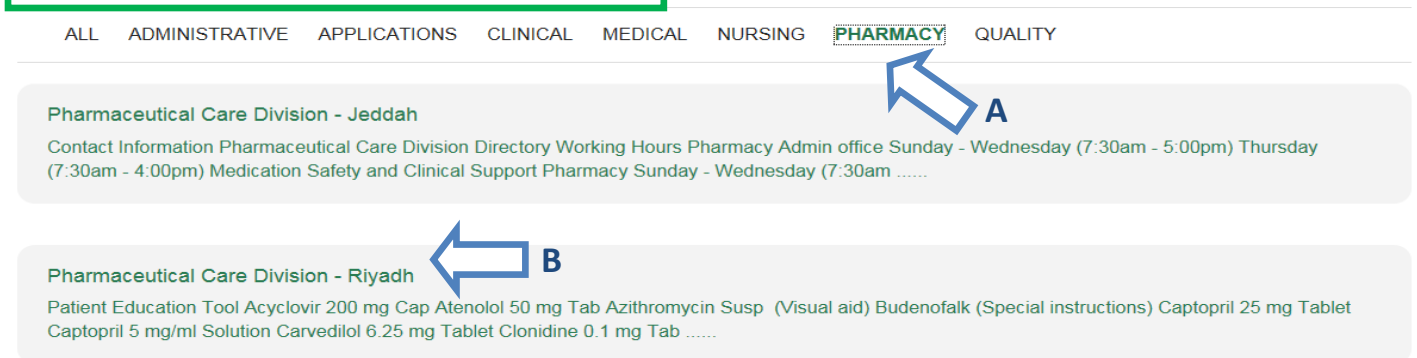 ALL ADMINISTRATIVE APPLICATIONS CLINICAL MEDICAL NURSING PHARMACY QUALITY
A
Pharmaceutical Care Division - Jeddah
Contact Information Pharmaceutical Care Division Directory Working Hours Pharmacy Admin office Sunday - Wednesday (7:30am - 5:00pm) Thursday
(7:30am - 4:00pm) Medication Safety and Clinical Support Pharmacy Sunday - Wednesday (7:30am ......
B
Pharmaceutical Care Division - Riyadh
Patient Education Tool Acyclovir 200 mg Cap Atenolol 50 mg Tab Azithromycin Susp (Visual aid) Budenofalk (Special instructions) Captopril 25 mg Tablet
Captopril 5 mg/ml Solution Carvedilol 6.25 mg Tablet Clonidine 0.1 mg Tab ......